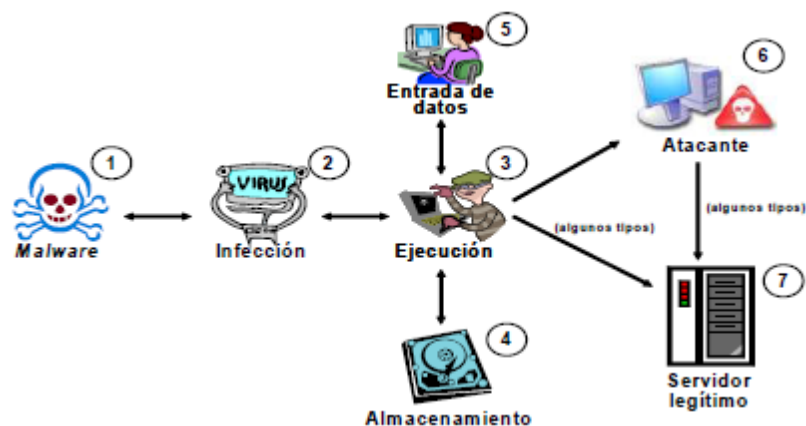 5
Entrada de
datos
6
Atacante
1
Malware
2
VIRUS
Infección
3
Ejecución
(algunos tipos)
(algunos tipos)
4
Almacenamiento
7
Servidor
legítimo